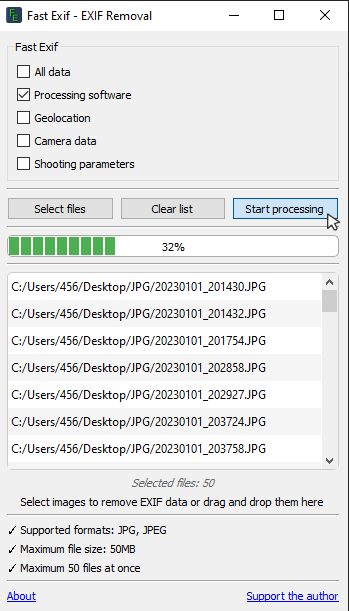 Fast Exif - EXIF Removal
Fast Exif
All data
Processing software
Geolocation
Camera data
Shooting parameters
Select files Clear list Start processing
32%
C:/Users/456/Desktop/JPG/20230101_201430.JPG
C:/Users/456/Desktop/JPG/20230101_201432.JPG
C:/Users/456/Desktop/JPG/20230101_201754.JPG
C:/Users/456/Desktop/JPG/20230101_202858.JPG
C:/Users/456/Desktop/JPG/20230101_202927.JPG
C:/Users/456/Desktop/JPG/20230101_203724.JPG
C:/Users/456/Desktop/JPG/20230101_203758.JPG
Selected files: 50
Select images to remove EXIF data or drag and drop them here
✓ Supported formats: JPG, JPEG
✓ Maximum file size: 50MB
✓ Maximum 50 files at once
About Support the author